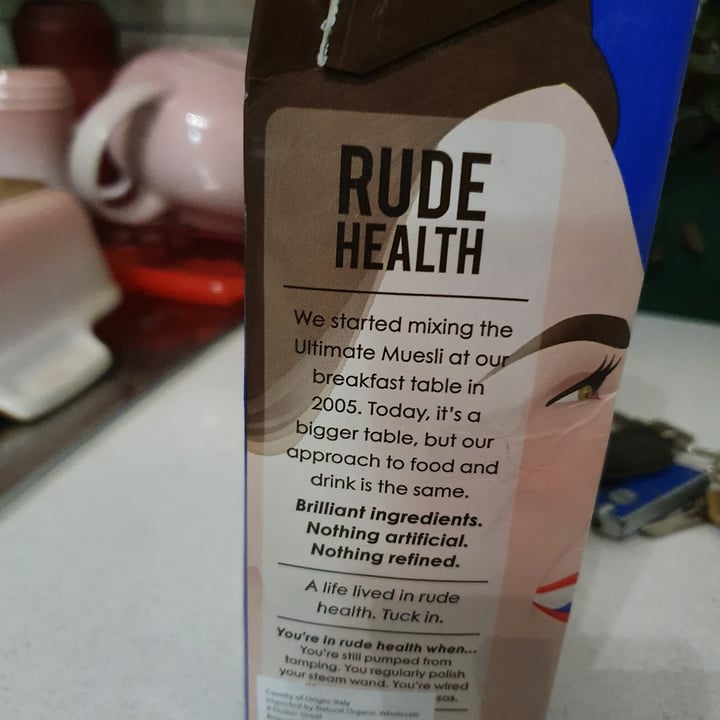 RUDE
HEALTH
We started mixing the
Ultimate Muesli at our
breakfast table in
2005. Today, it's a
bigger table, but our
approach to food and
drink is the same.
Brilliant ingredients.
Nothing artificial.
Nothing refined.
A life lived in rude
health. Tuck in.
You're in rude health when...
You're still pumped from
tamping. You regularly polish
your steam wand. You're wired
sos.
County of Origin: Italy
Imported by Natural Organic Wholesale